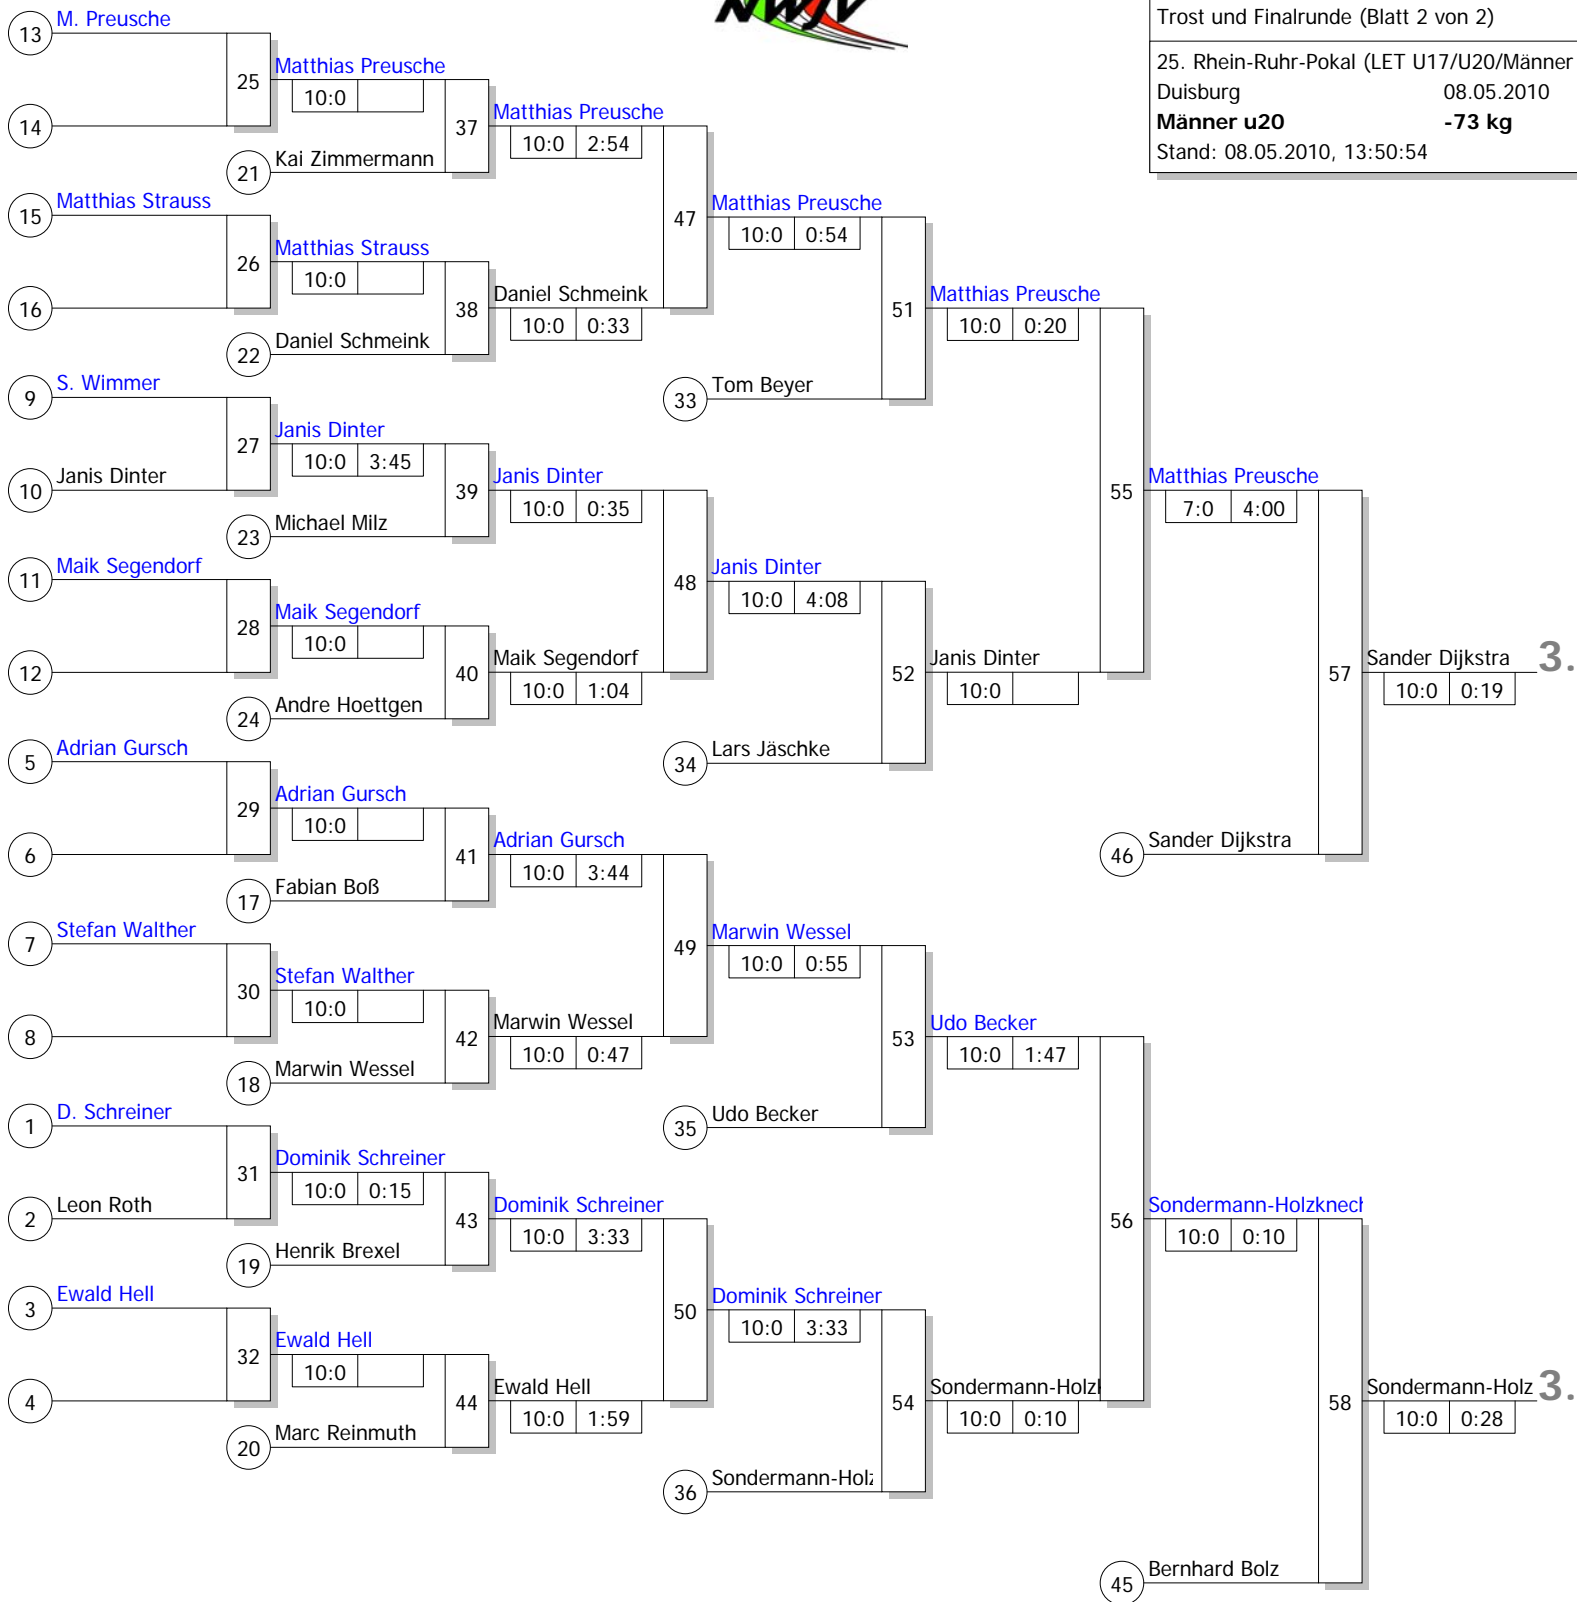 NWJV
Trost und Finalrunde (Blatt 2 von 2)
25. Rhein-Ruhr-Pokal (LET U17/U20/Männer
Duisburg 08.05.2010
Männer u20 -73 kg
Stand: 08.05.2010, 13:50:54
13 M. Preusche
25 Matthias Preusche
10:0
14
37 Matthias Preusche
10:0 2:54
21 Kai Zimmermann
15 Matthias Strauss
47 Matthias Preusche
10:0 0:54
26 Matthias Strauss
10:0
16
38 Daniel Schmeink
10:0 0:33
51 Matthias Preusche
10:0 0:20
22 Daniel Schmeink
9 S. Wimmer
33 Tom Beyer
27 Janis Dinter
10:0 3:45
10 Janis Dinter
39 Janis Dinter
10:0 0:35
55 Matthias Preusche
7:0 4:00
23 Michael Milz
11 Maik Segendorf
48 Janis Dinter
10:0 4:08
28 Maik Segendorf
10:0
12
40 Maik Segendorf
10:0 1:04
52 Janis Dinter
10:0
57 Sander Dijkstra 3.
10:0 0:19
24 Andre Hoettgen
5 Adrian Gursch
34 Lars Jäschke
29 Adrian Gursch
10:0
6
41 Adrian Gursch
10:0 3:44
46 Sander Dijkstra
17 Fabian Boß
7 Stefan Walther
49 Marwin Wessel
10:0 0:55
30 Stefan Walther
10:0
8
42 Marwin Wessel
10:0 0:47
53 Udo Becker
10:0 1:47
18 Marwin Wessel
1 D. Schreiner
35 Udo Becker
31 Dominik Schreiner
10:0 0:15
2 Leon Roth
43 Dominik Schreiner
10:0 3:33
56 Sondermann-Holzknech
10:0 0:10
19 Henrik Brexel
3 Ewald Hell
50 Dominik Schreiner
10:0 3:33
32 Ewald Hell
10:0
4
44 Ewald Hell
10:0 1:59
54 Sondermann-Holzk
10:0 0:10
58 Sondermann-Holz 3.
10:0 0:28
20 Marc Reinmuth
36 Sondermann-Holz
45 Bernhard Bolz